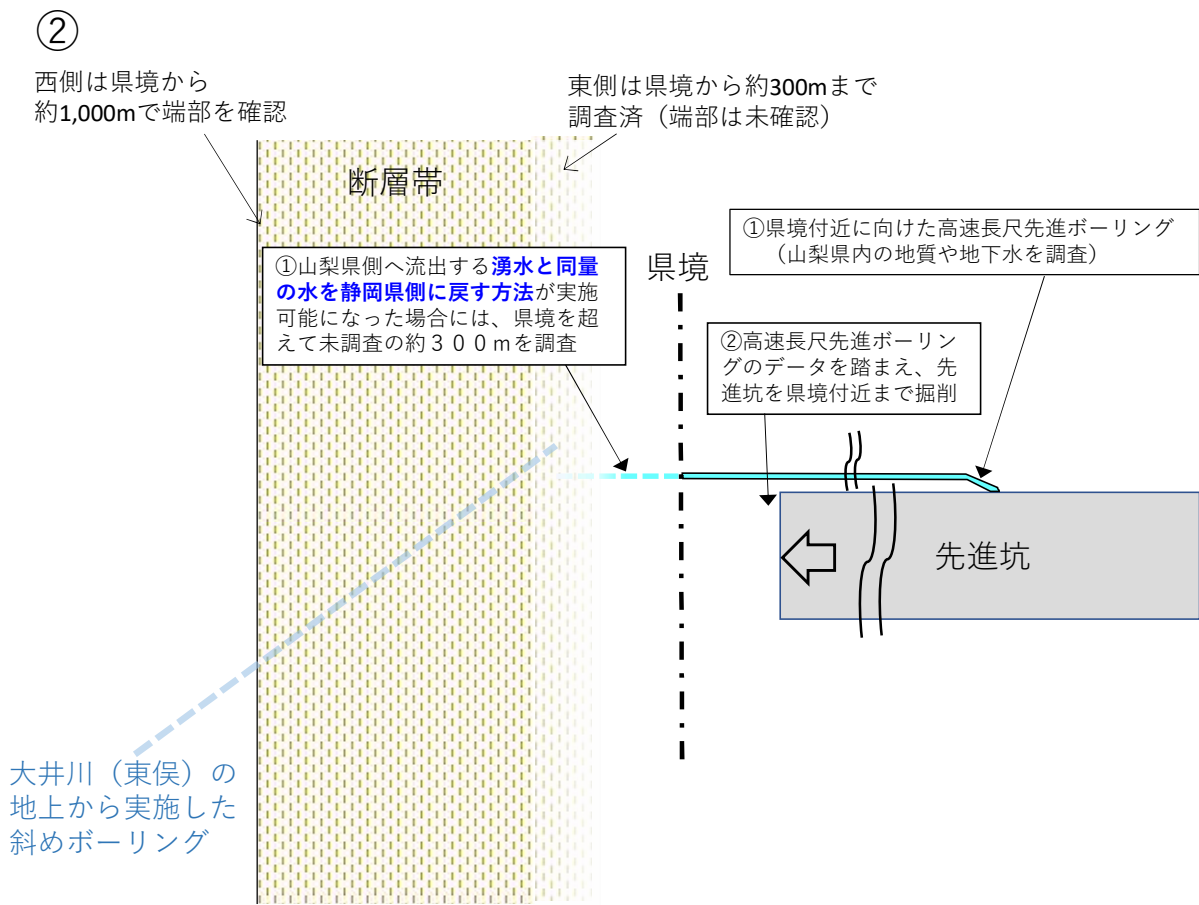 ②
西側は県境から
約1,000mで端部を確認
東側は県境から約300mまで
調査済（端部は未確認）
断層帯
①山梨県側へ流出する湧水と同量
の水を静岡県側に戻す方法が実施
可能になった場合には、県境を超
えて未調査の約３００ｍを調査
県境
①県境付近に向けた高速長尺先進ボーリング
（山梨県内の地質や地下水を調査）
②高速長尺先進ボーリン
グのデータを踏まえ、先
進坑を県境付近まで掘削
先進坑
大井川（東俣）の
地上から実施した
斜めボーリング